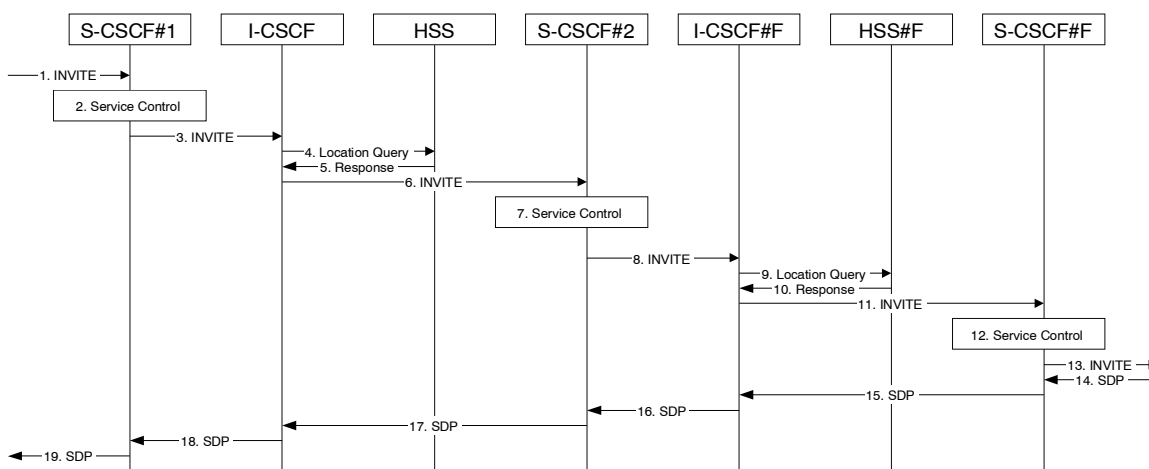 S-CSCF#1 I-CSCF HSS S-CSCF#2 I-CSCF#F HSS#F S-CSCF#F
1. INVITE
2. Service Control
3. INVITE
4. Location Query
5. Response
6. INVITE
7. Service Control
8. INVITE
9. Location Query
10. Response
11. INVITE
12. Service Control
13. INVITE
14. SDP
15. SDP
16. SDP
17. SDP
18. SDP
19. SDP